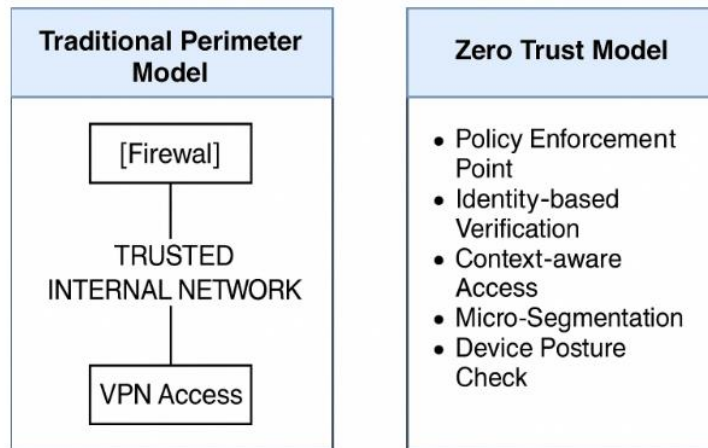 Traditional Perimeter
Model
[Firewal]
TRUSTED
INTERNAL NETWORK
VPN Access
Zero Trust Model
• Policy Enforcement
Point
• Identity-based
Verification
• Context-aware
Access
• Micro-Segmentation
• Device Posture
Check